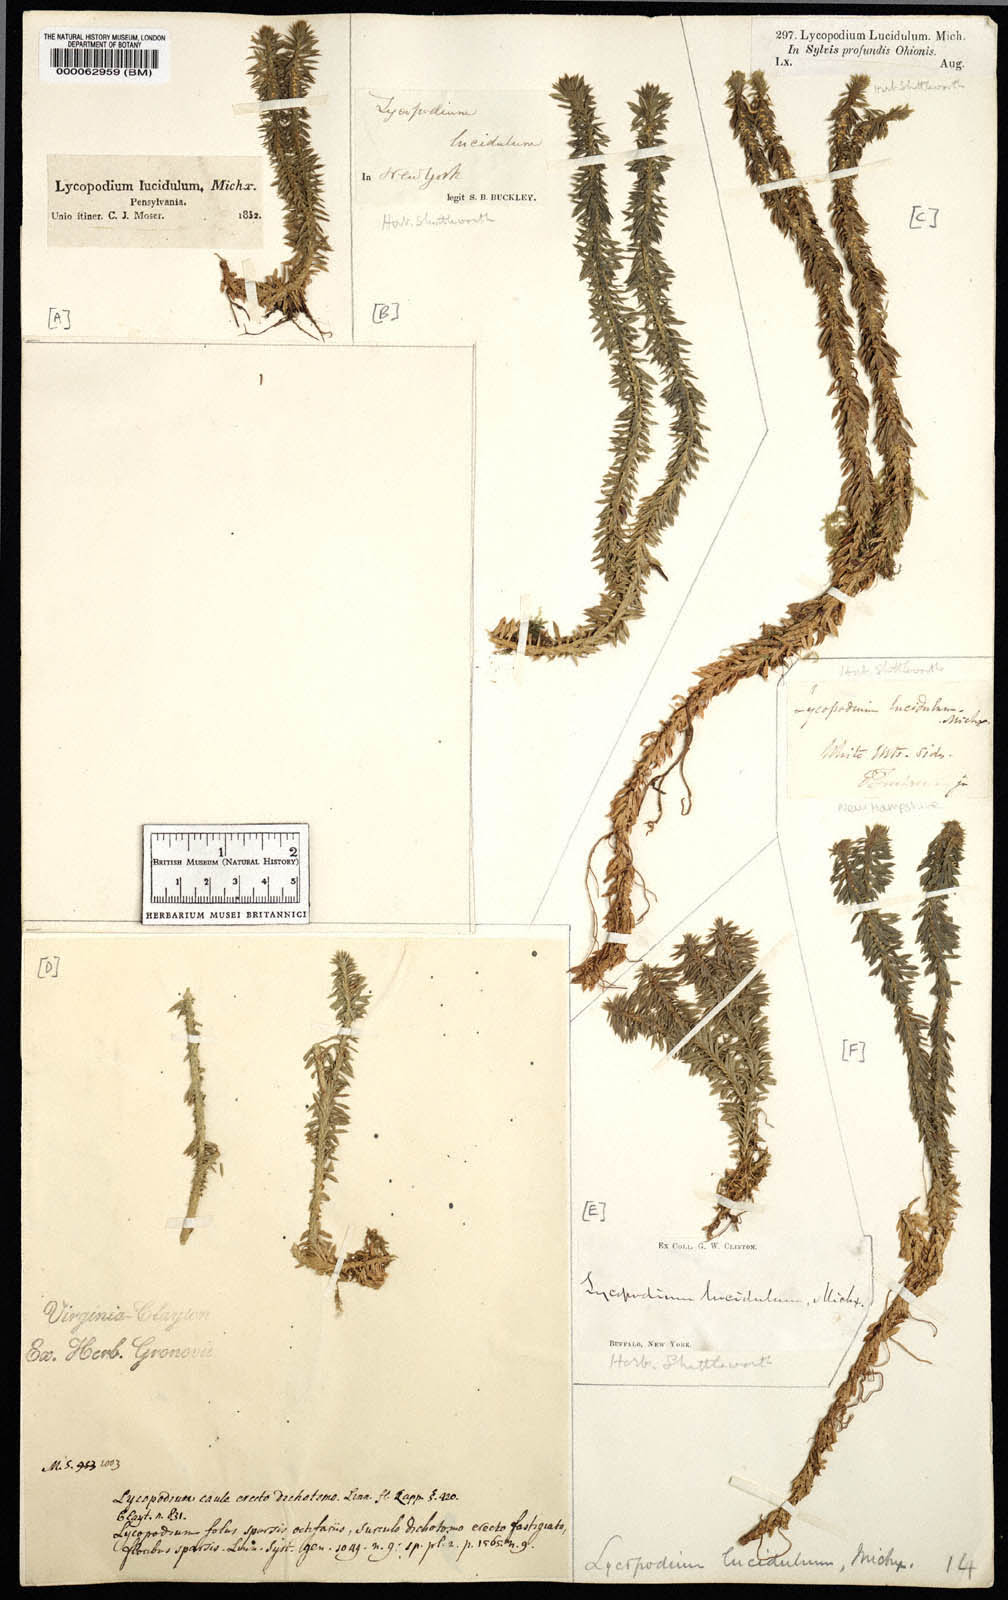 THE NATURAL HISTORY MUSEUM, LONDON
DEPARTMENT OF BOTANY
000062959 (BM)
Lycopodium lucidulum, Michx.
Pensylvania.
Unio itiner. C. J. Moser. 1832.
[A]
Lycopodium
lucidulum
In New York
legit S. B. BUCKLEY.
Herb. Shuttleworth
[B]
297. Lycopodium Lucidulum. Mich.
In Sylvis profundis Ohionis.
Lx. Aug.
Herb. Shuttleworth
[C]
1
Herb. Shuttleworth
Lycopodium lucidulum
Michx.
White Mts. sides.
New Hampshire
1 2
BRITISH MUSEUM (NATURAL HISTORY)
1 2 3 4 5
HERBARIUM MUSEI BRITANNICI
[D]
Virginia Clayton
Ex. Herb. Gronovii
M.S. 983 1003
Lycopodium caule erecto dichotomo. Linn. fl. Lapp. §. 420.
Clayt. n. 831.
Lycopodium foliis sparsis octifariis, surculo dichotomo erecto fastigiato,
floribus sparsis. Linn. Syst. Gen. 1049. n. 9. sp. pl. 2. p. 1565. n. 9.
[E]
EX COLL. G. W. CLINTON.
Lycopodium lucidulum, Michx.
BUFFALO, NEW YORK.
Herb. Shuttleworth
[F]
Lycopodium lucidulum, Michx. 14